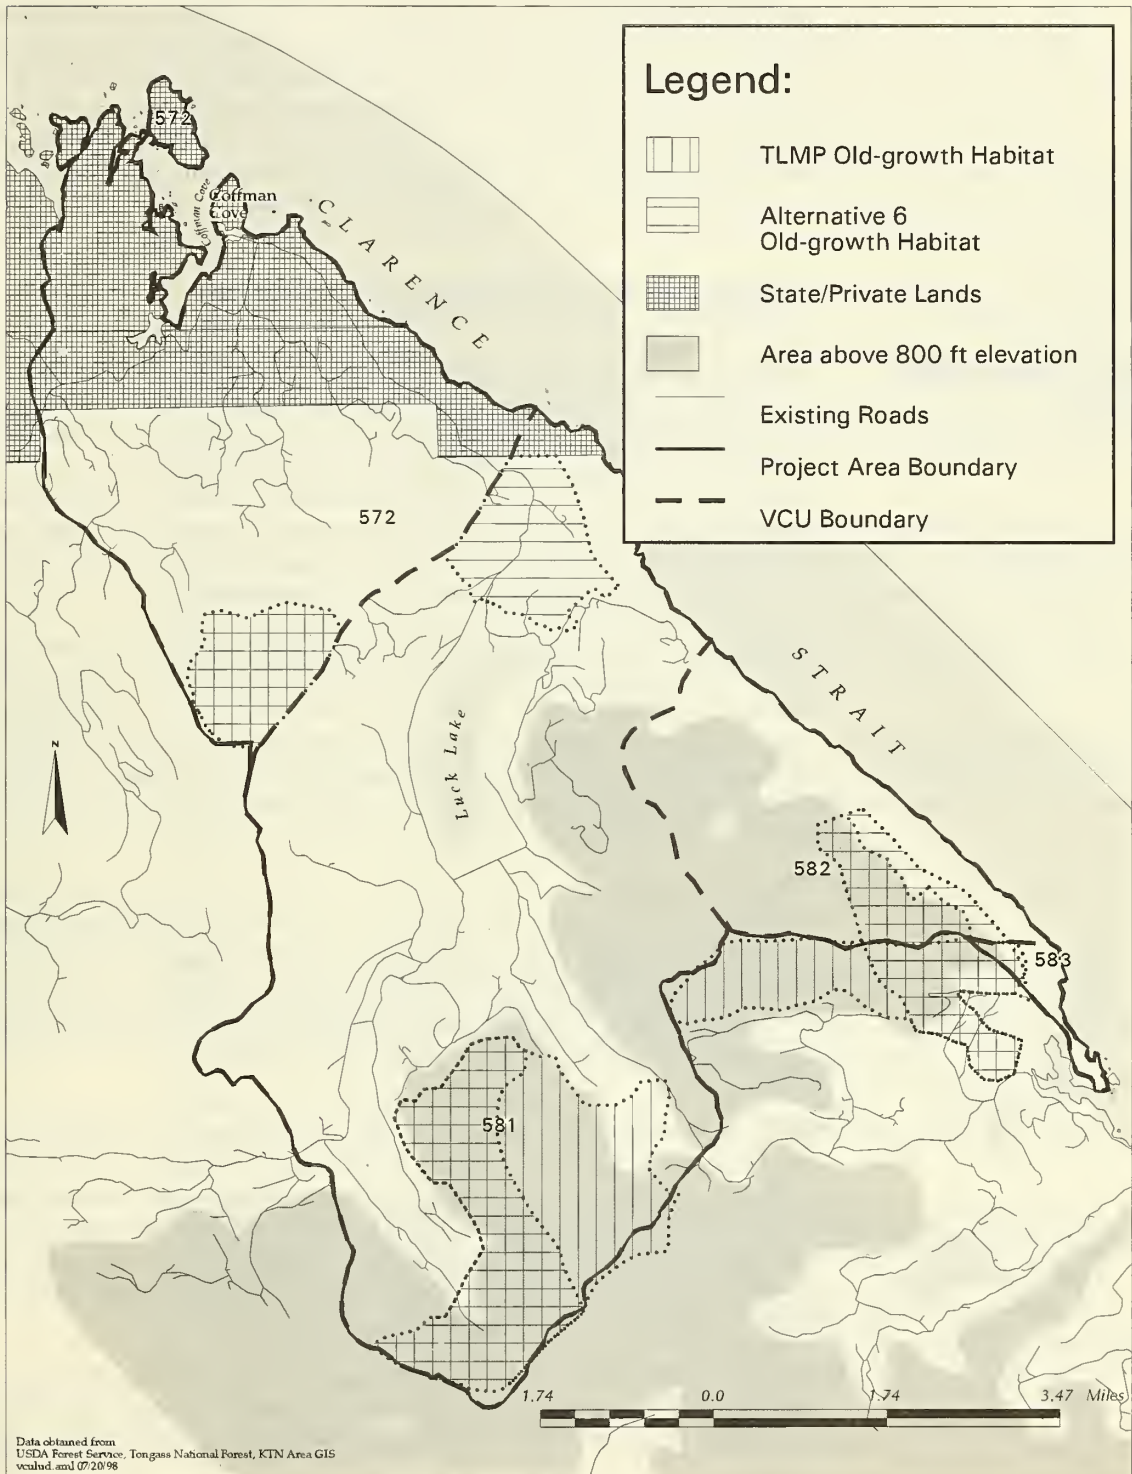 Legend:
TLMP Old-growth Habitat
Alternative 6
Old-growth Habitat
State/Private Lands
Area above 800 ft elevation
Existing Roads
Project Area Boundary
VCU Boundary
572
Coffman
Cove
Coffman Cove
CLARENCE
572
STRAIT
N
Luck Lake
582
583
581
1.74 0.0 1.74 3.47 Miles
Data obtained from
USDA Forest Service, Tongass National Forest, KTN Area GIS
vculud.aml 07/20/98